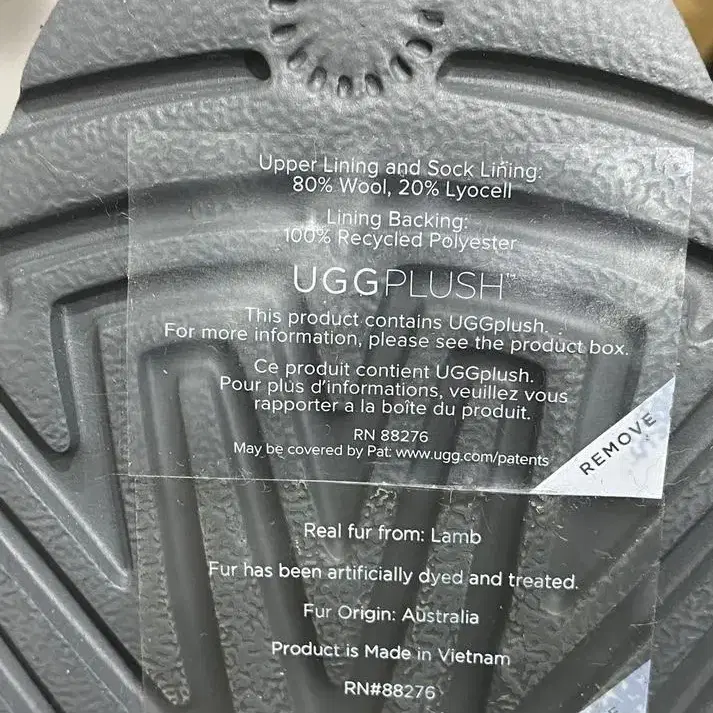 Upper Lining and Sock Lining:
80% Wool, 20% Lyocell
Lining Backing:
100% Recycled Polyester
UGGPLUSH™
This product contains UGGplush.
For more information, please see the product box.
Ce produit contient UGGplush.
Pour plus d'informations, veuillez vous
rapporter a la boîte du produit.
RN 88276
May be covered by Pat: www.ugg.com/patents
REMOVE
Real fur from: Lamb
Fur has been artificially dyed and treated.
Fur Origin: Australia
Product is Made in Vietnam
RN#88276